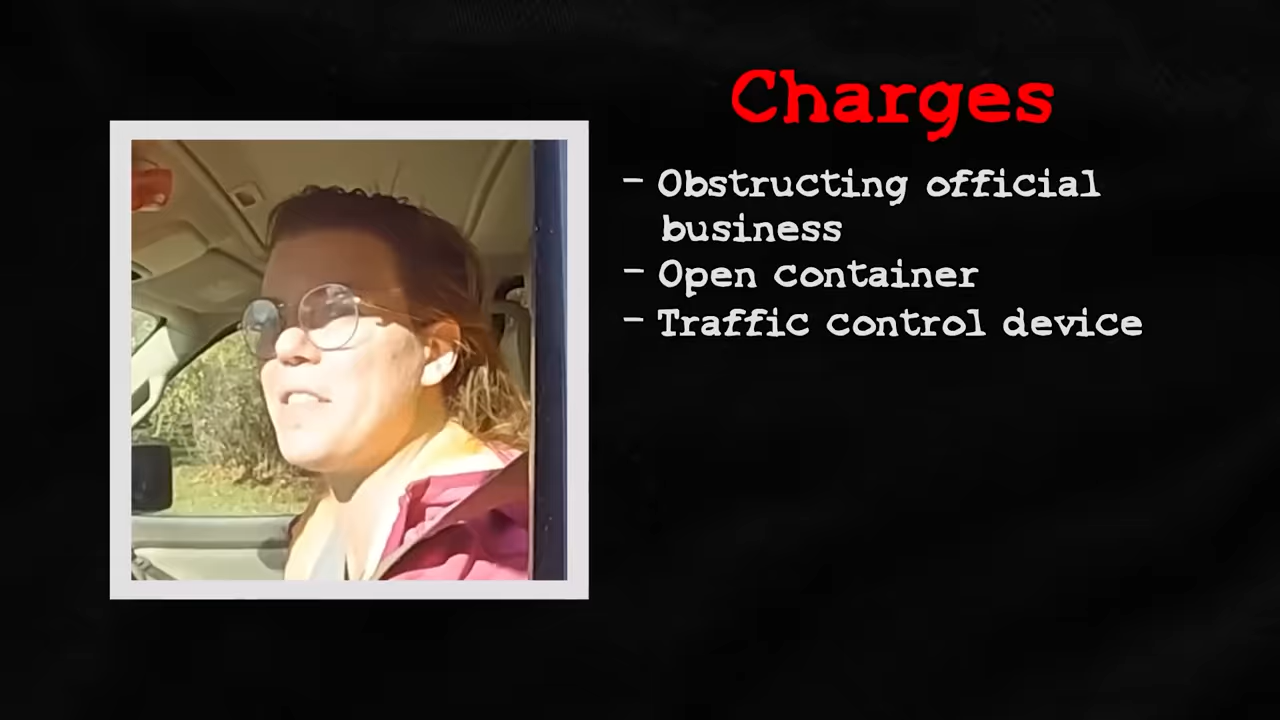 Charges
- Obstructing official
business
- Open container
- Traffic control device